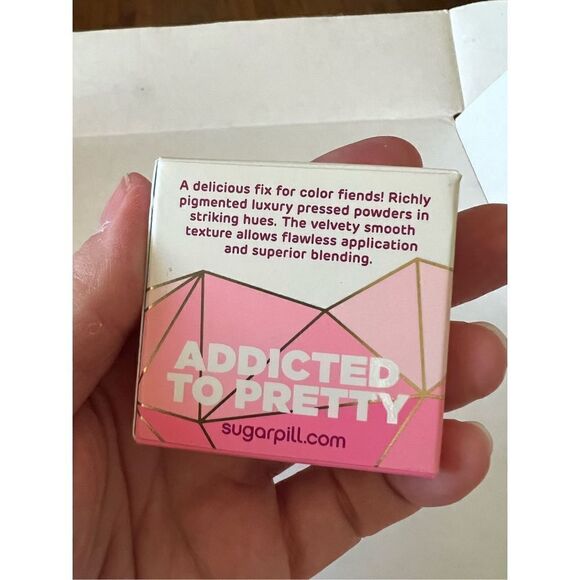 A delicious fix for color fiends! Richly
pigmented luxury pressed powders in
striking hues. The velvety smooth
texture allows flawless application
and superior blending.
ADDICTED
TO PRETTY
sugarpill.com